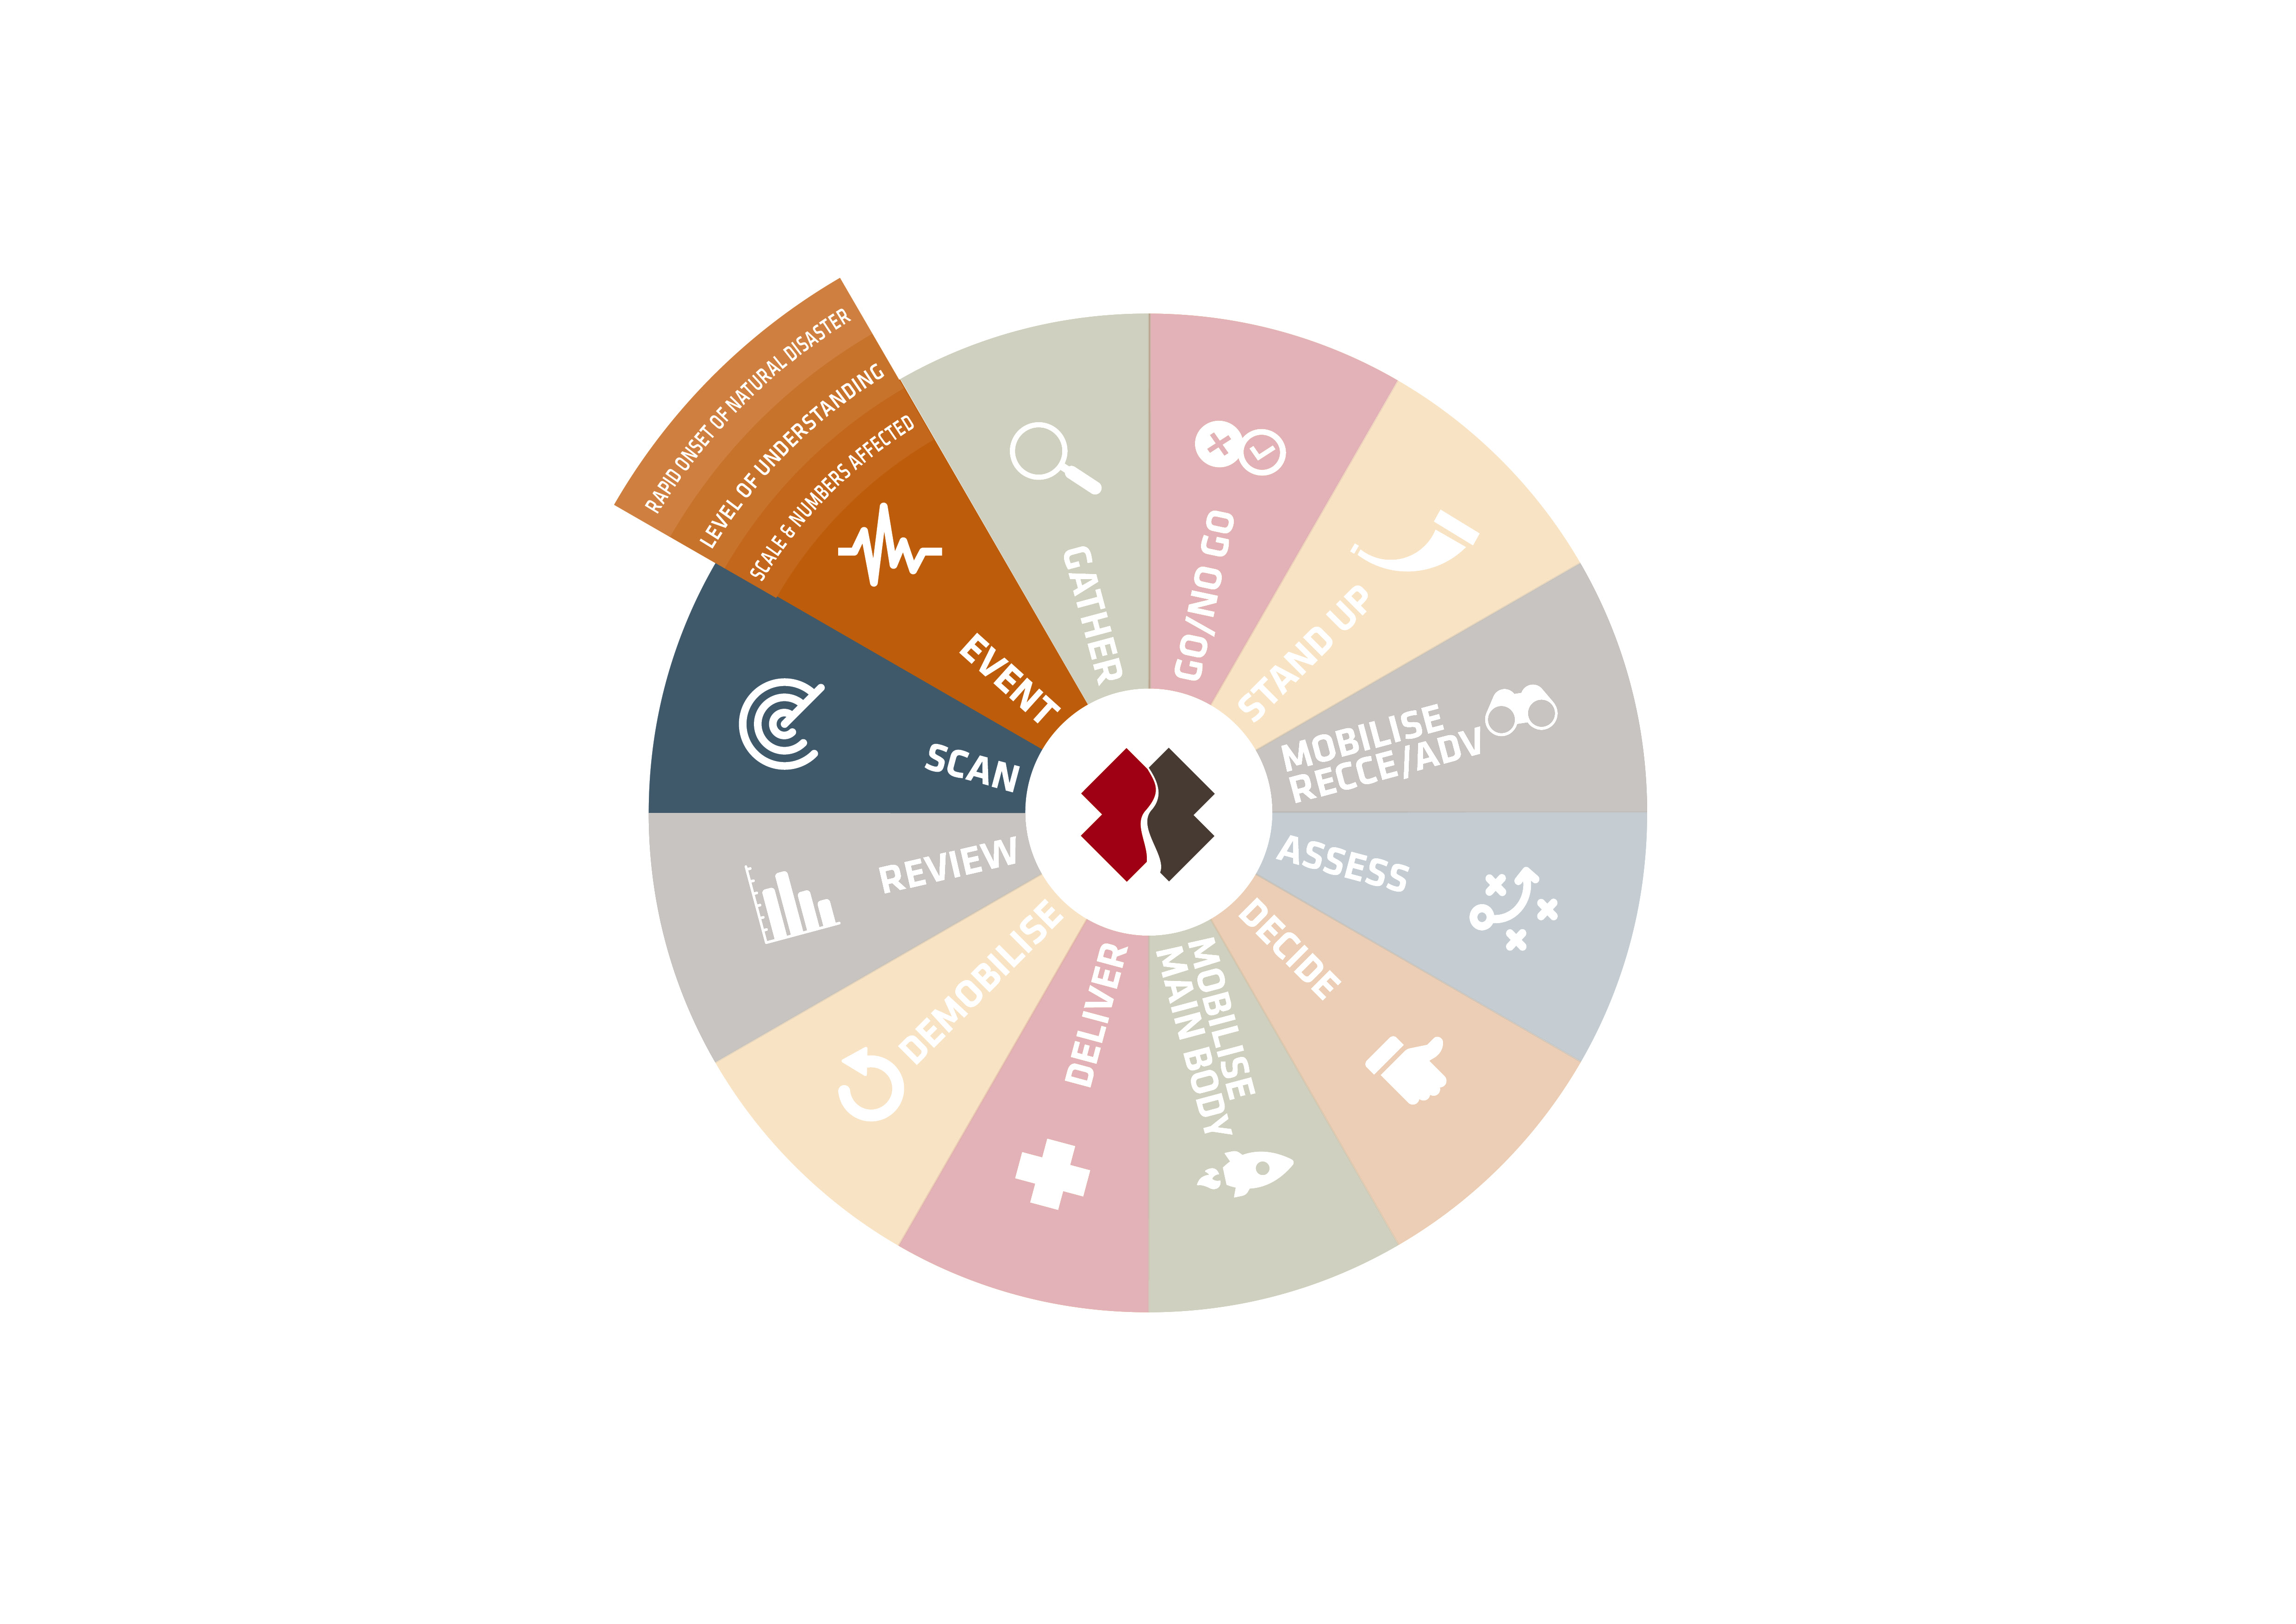 RAPID ONSET OF NATURAL DISASTER
LEVEL OF UNDERSTANDING
SCALE & NUMBERS AFFECTED
EVENT
GATHER
GO/NO GO
STAND UP
MOBILISE
RECCE/ADV
ASSESS
DECIDE
MOBILISE
MAIN BODY
DELIVER
DEMOBILISE
REVIEW
SCAN